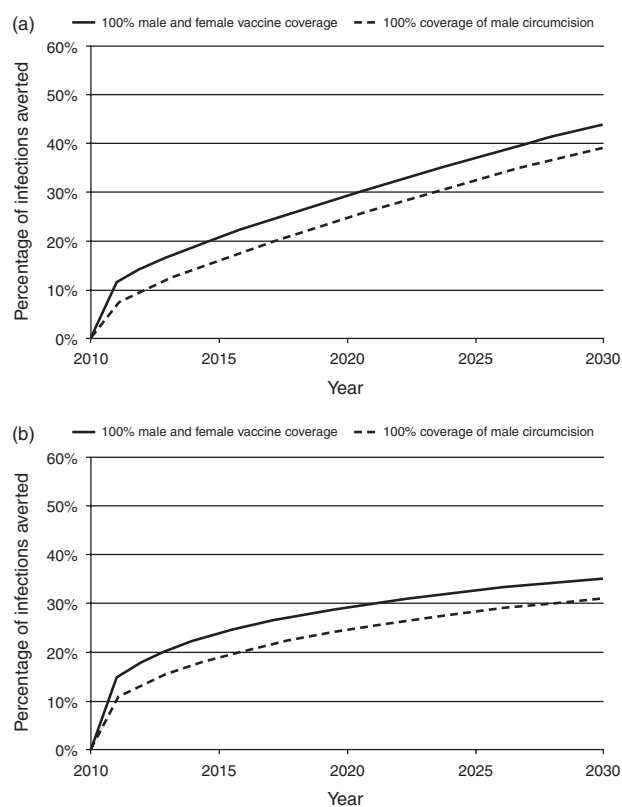 (a)
100% male and female vaccine coverage 100% coverage of male circumcision
60%
50%
40%
30%
20%
10%
0%
Percentage of infections averted
2010 2015 2020 2025 2030
Year
(b)
100% male and female vaccine coverage 100% coverage of male circumcision
60%
50%
40%
30%
20%
10%
0%
Percentage of infections averted
2010 2015 2020 2025 2030
Year